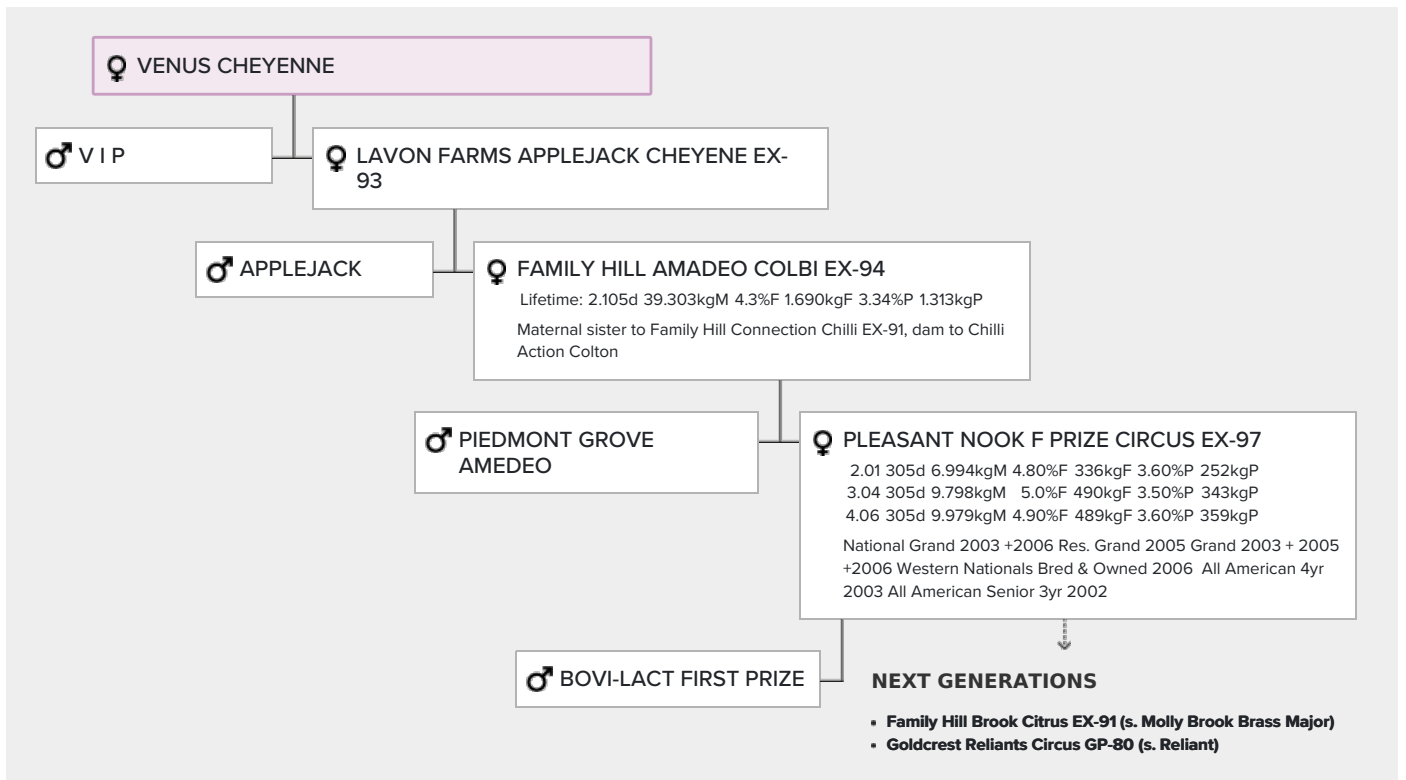 VENUS CHEYENNE
V I P
LAVON FARMS APPLEJACK CHEYENE EX-
93
APPLEJACK
FAMILY HILL AMADEO COLBI EX-94
Lifetime: 2.105d 39.303kgM 4.3%F 1.690kgF 3.34%P 1.313kgP
Maternal sister to Family Hill Connection Chilli EX-91, dam to Chilli
Action Colton
PIEDMONT GROVE
AMEDEO
PLEASANT NOOK F PRIZE CIRCUS EX-97
2.01 305d 6.994kgM 4.80%F 336kgF 3.60%P 252kgP
3.04 305d 9.798kgM 5.0%F 490kgF 3.50%P 343kgP
4.06 305d 9.979kgM 4.90%F 489kgF 3.60%P 359kgP
National Grand 2003 +2006 Res. Grand 2005 Grand 2003 + 2005
+2006 Western Nationals Bred & Owned 2006 All American 4yr
2003 All American Senior 3yr 2002
BOVI-LACT FIRST PRIZE
NEXT GENERATIONS
• Family Hill Brook Citrus EX-91 (s. Molly Brook Brass Major)
• Goldcrest Reliants Circus GP-80 (s. Reliant)